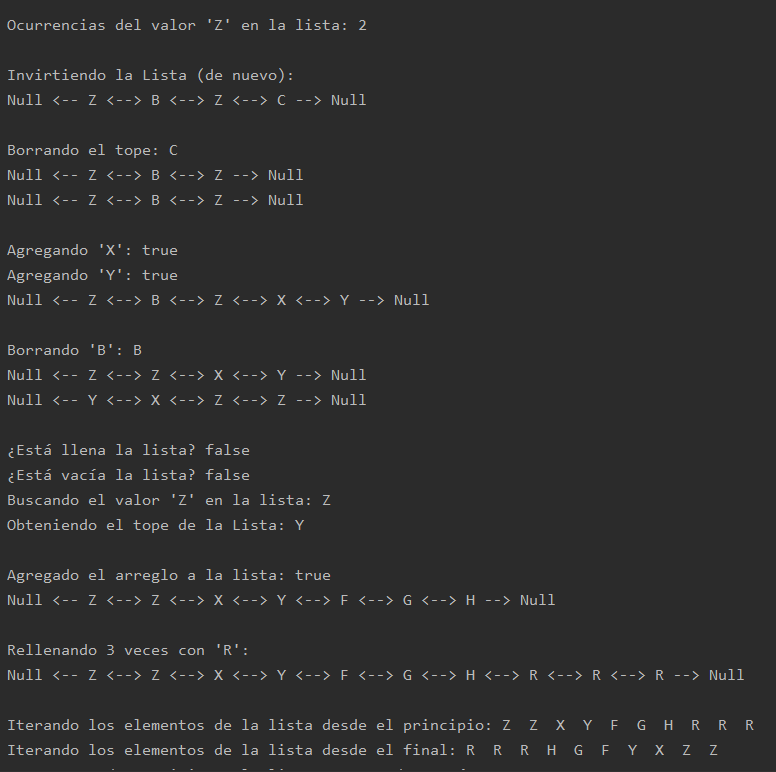 Ocurrencias del valor 'Z' en la lista: 2
Invirtiendo la Lista (de nuevo):
Null <-- Z <--> B <--> Z <--> C --> Null
Borrando el tope: C
Null <-- Z <--> B <--> Z --> Null
Null <-- Z <--> B <--> Z --> Null
Agregando 'X': true
Agregando 'Y': true
Null <-- Z <--> B <--> Z <--> X <--> Y --> Null
Borrando 'B': B
Null <-- Z <--> Z <--> X <--> Y --> Null
Null <-- Y <--> X <--> Z <--> Z --> Null
¿Está llena la lista? false
¿Está vacía la lista? false
Buscando el valor 'Z' en la lista: Z
Obteniendo el tope de la Lista: Y
Agregado el arreglo a la lista: true
Null <-- Z <--> Z <--> X <--> Y <--> F <--> G <--> H --> Null
Rellenando 3 veces con 'R':
Null <-- Z <--> Z <--> X <--> Y <--> F <--> G <--> H <--> R <--> R <--> R --> Null
Iterando los elementos de la lista desde el principio: Z  Z  X  Y  F  G  H  R  R  R
Iterando los elementos de la lista desde el final: R  R  R  H  G  F  Y  X  Z  Z